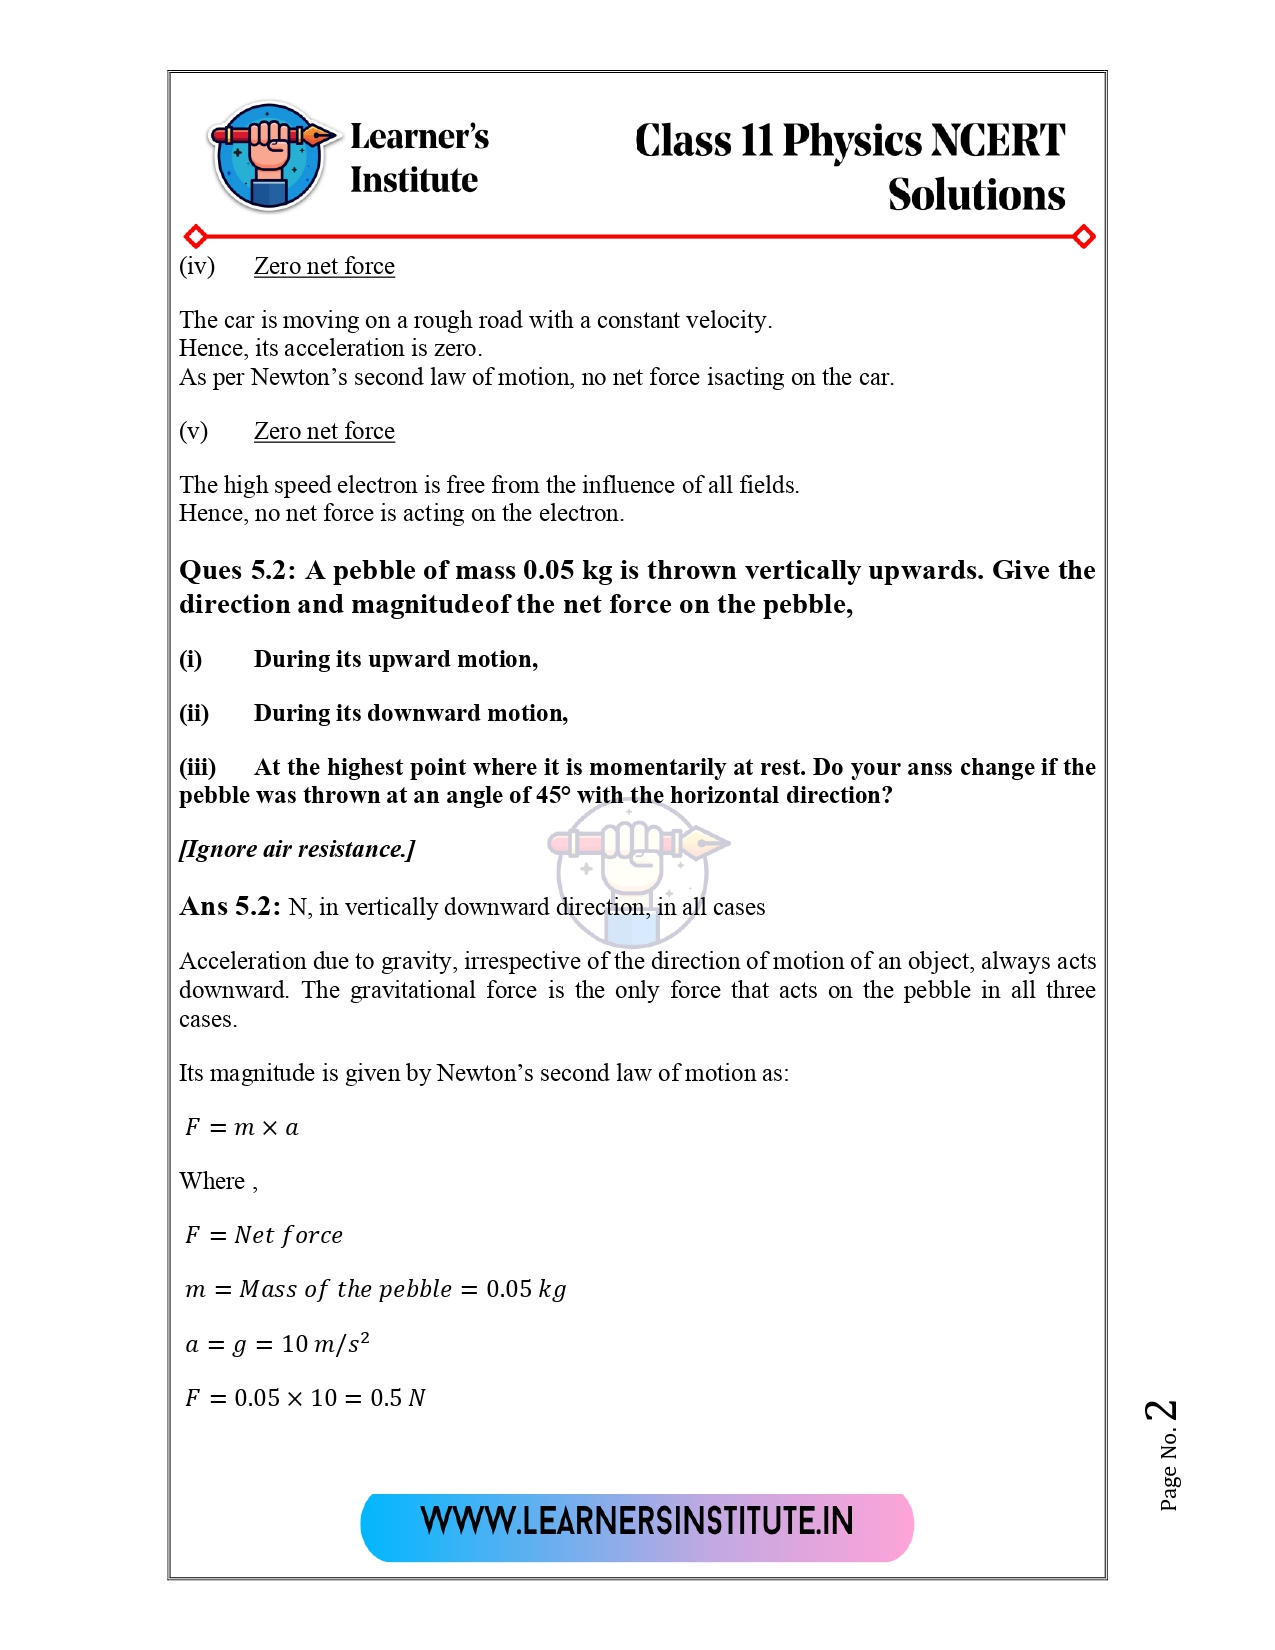 Learner's
Institute
Class 11 Physics NCERT
Solutions
(iv) Zero net force
The car is moving on a rough road with a constant velocity.
Hence, its acceleration is zero.
As per Newton's second law of motion, no net force isacting on the car.
(v) Zero net force
The high speed electron is free from the influence of all fields.
Hence, no net force is acting on the electron.
Ques 5.2: A pebble of mass 0.05 kg is thrown vertically upwards. Give the
direction and magnitudeof the net force on the pebble,
(i) During its upward motion,
(ii) During its downward motion,
(iii) At the highest point where it is momentarily at rest. Do your anss change if the
pebble was thrown at an angle of 45° with the horizontal direction?
[Ignore air resistance.]
Ans 5.2: N, in vertically downward direction, in all cases
Acceleration due to gravity, irrespective of the direction of motion of an object, always acts
downward. The gravitational force is the only force that acts on the pebble in all three
cases.
Its magnitude is given by Newton's second law of motion as:
F = m × a
Where ,
F = Net force
m = Mass of the pebble = 0.05 kg
a = g = 10 m/s²
F = 0.05 × 10 = 0.5 N
Page No. 2
WWW.LEARNERSINSTITUTE.IN